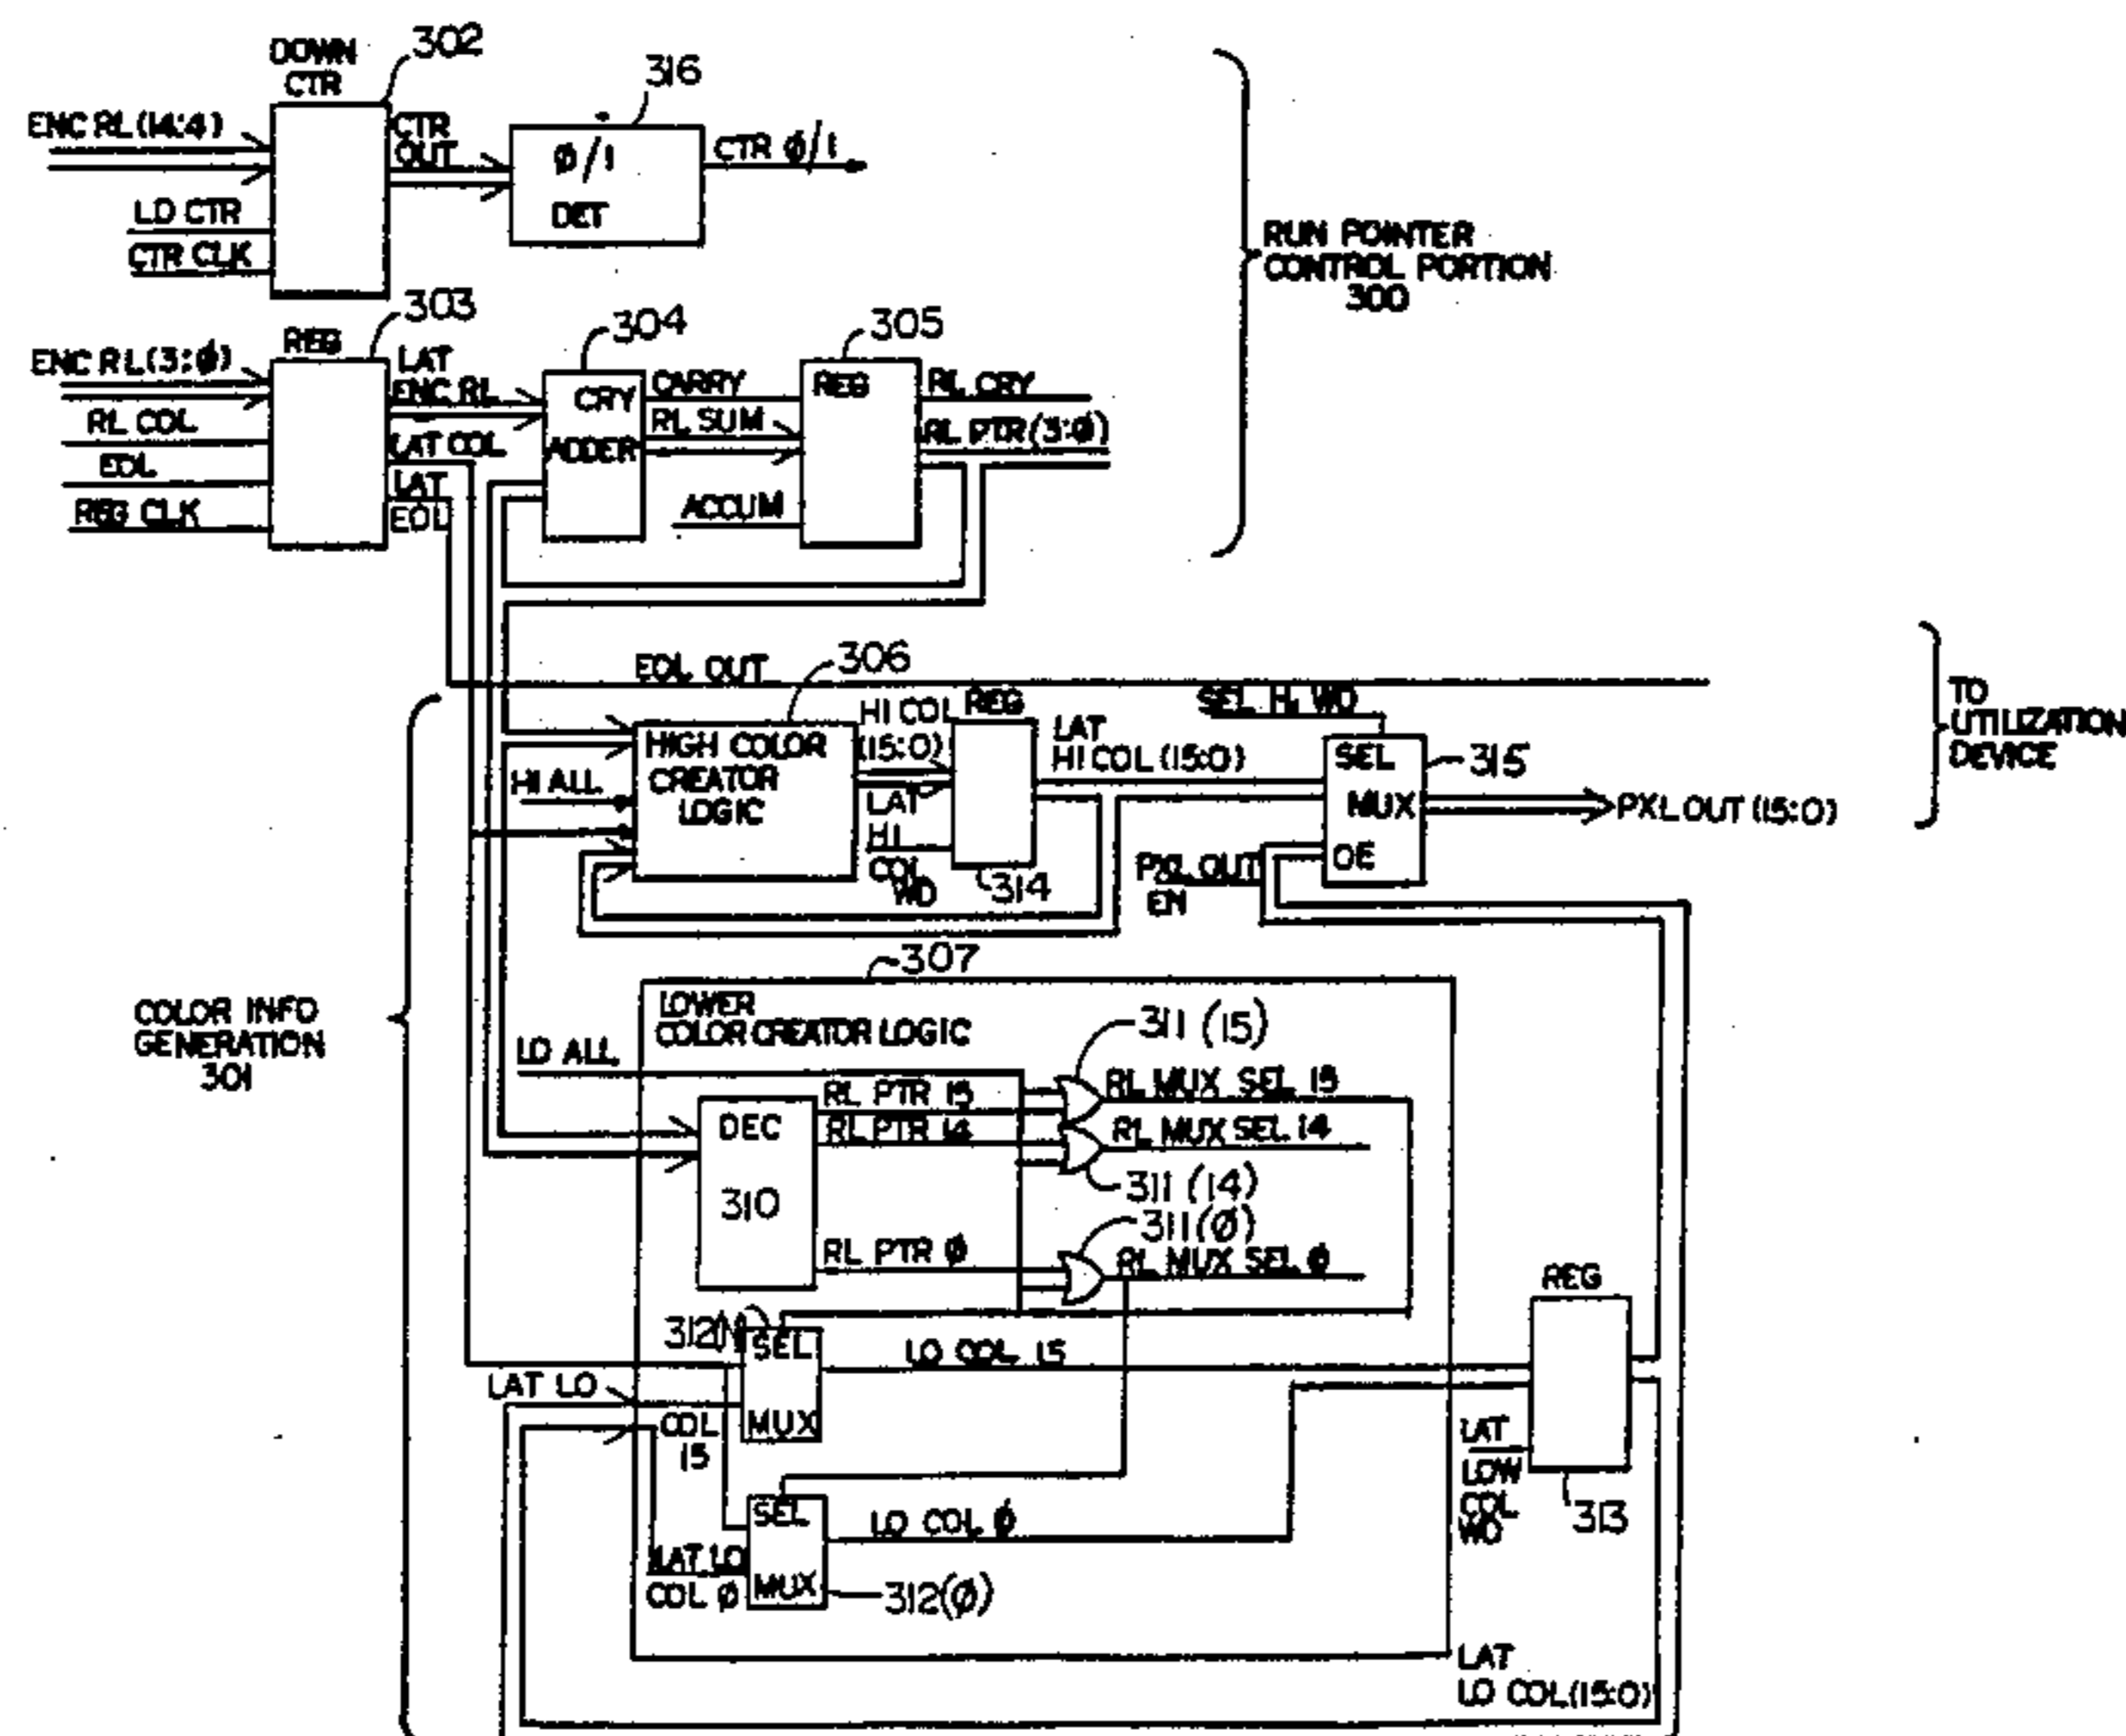 DOWN
CTR
302
316
ENC RL(14:4)
CTR
OUT
Ø/1
DET
CTR Ø/1
LD CTR
CTR CLK
RUN POINTER
CONTROL PORTION
300
303
REG
304
305
ENC RL(3:Ø)
LAT
ENC RL
CRY
ADDER
CARRY
RL SUM
REG
RL CRY
RL PTR(3:Ø)
RL COL
LAT COL
EOL
LAT
EOL
REG CLK
ACCUM
EOL OUT
306
SEL HI WD
TO
UTILIZATION
DEVICE
HIGH COLOR
CREATOR
LOGIC
HI COL
(15:0)
REG
LAT
HI COL (15:0)
SEL
MUX
OE
315
PXL OUT (15:0)
HI ALL
LAT
HI
COL
WD
314
PXL OUT
EN
307
COLOR INFO
GENERATION
301
LOWER
COLOR CREATOR LOGIC
LO ALL
311 (15)
DEC
310
RL PTR 15
RL PTR 14
RL MUX SEL 15
RL MUX SEL 14
311 (14)
311(Ø)
RL PTR Ø
RL MUX SEL Ø
REG
SEL
MUX
LO COL 15
LAT LO
COL
15
LAT
LOW
COL
WD
313
SEL
MUX
LO COL Ø
LAT LO
COL Ø
312(Ø)
LAT
LO COL(15:0)